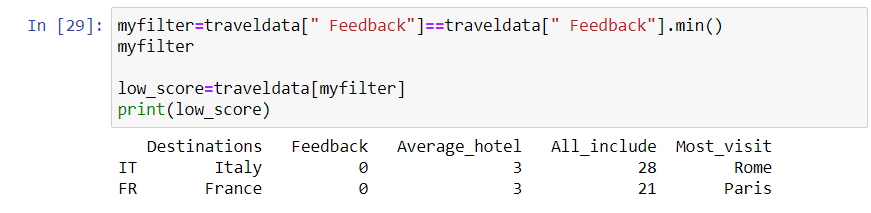 In [29]: myfilter=traveldata[" Feedback"]==traveldata[" Feedback"].min()
myfilter
low_score=traveldata[myfilter]
print(low_score)
Destinations Feedback Average_hotel All_include Most_visit
IT Italy 0 3 28 Rome
FR France 0 3 21 Paris